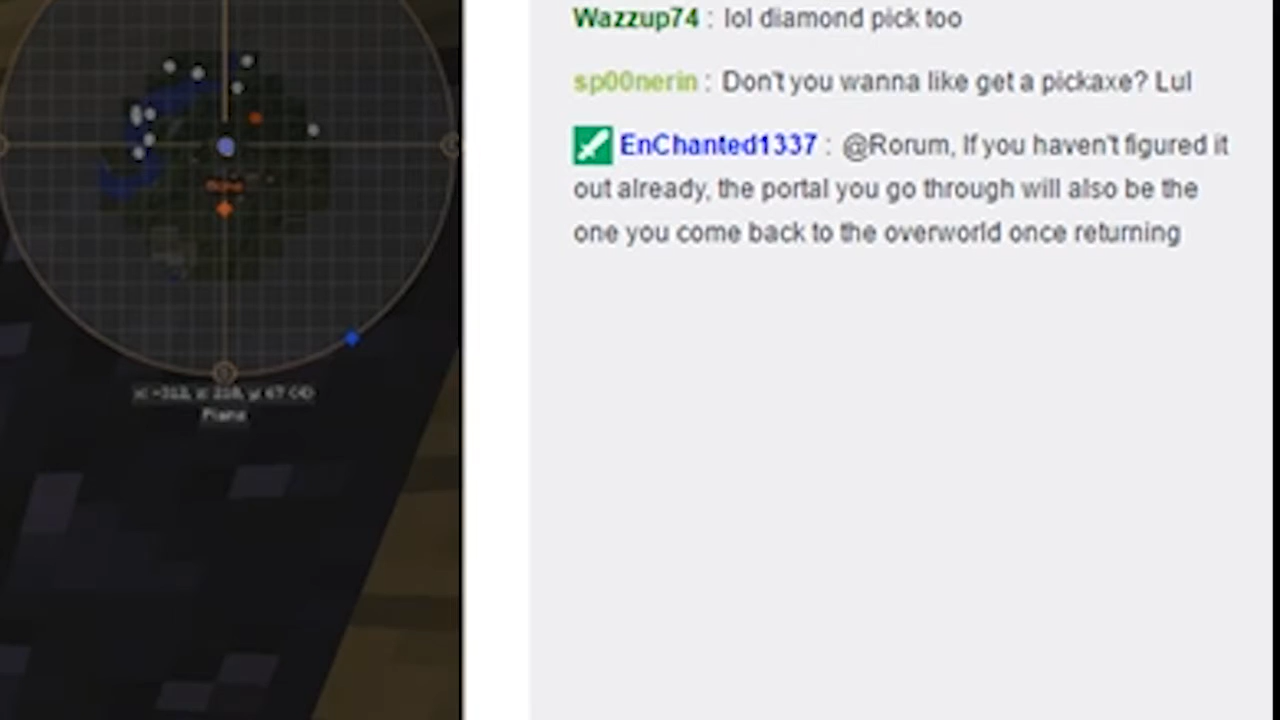 Wazzup74 : lol diamond pick too
sp00nerin : Don't you wanna like get a pickaxe? Lul
EnChanted1337 : @Rorum, If you haven't figured it
out already, the portal you go through will also be the
one you come back to the overworld once returning
Plains